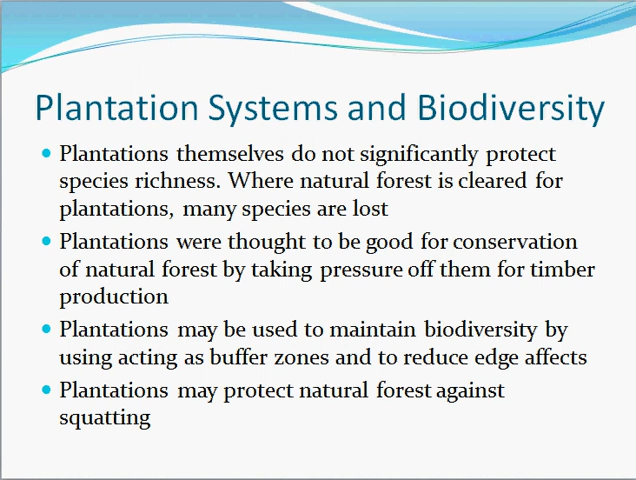 Plantation Systems and Biodiversity
• Plantations themselves do not significantly protect
species richness. Where natural forest is cleared for
plantations, many species are lost
• Plantations were thought to be good for conservation
of natural forest by taking pressure off them for timber
production
• Plantations may be used to maintain biodiversity by
using acting as buffer zones and to reduce edge affects
• Plantations may protect natural forest against
squatting